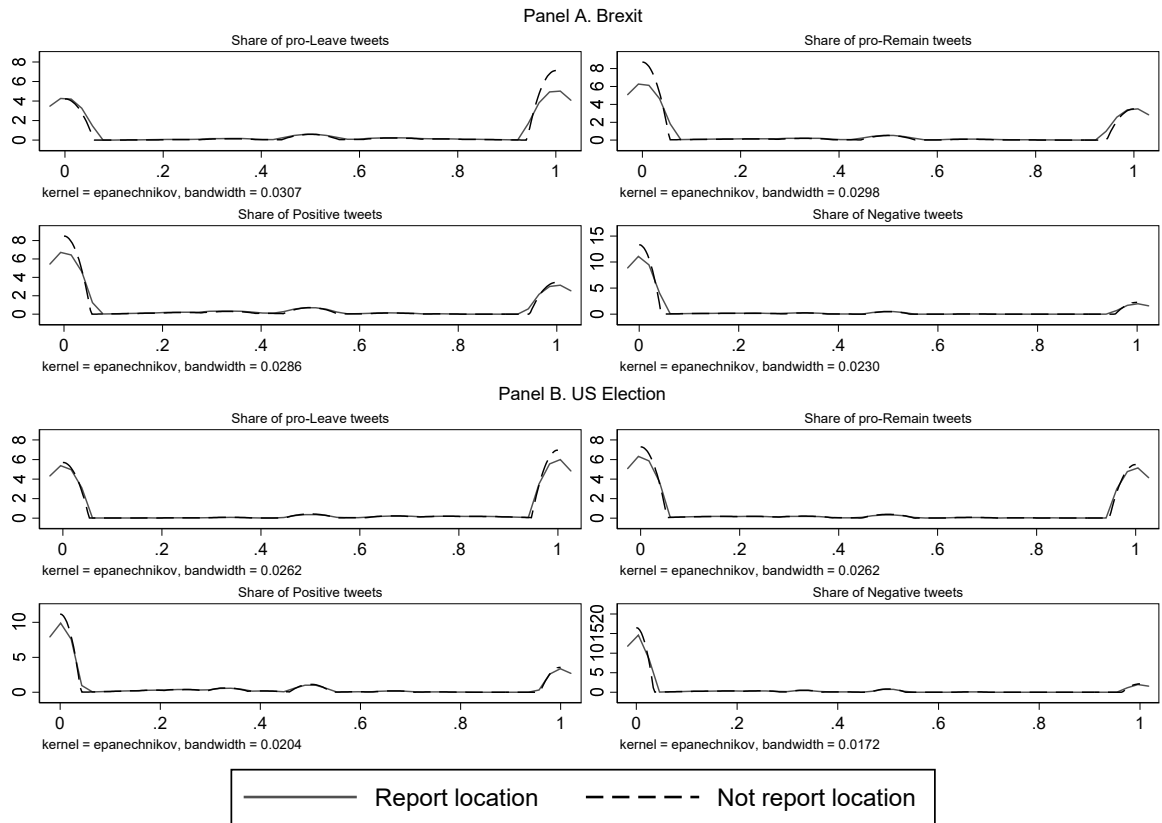 Panel A. Brexit
Share of pro-Leave tweets
0 2 4 6 8
0 .2 .4 .6 .8 1
kernel = epanechnikov, bandwidth = 0.0307
Share of pro-Remain tweets
0 2 4 6 8
0 .2 .4 .6 .8 1
kernel = epanechnikov, bandwidth = 0.0298
Share of Positive tweets
0 2 4 6 8
0 .2 .4 .6 .8 1
kernel = epanechnikov, bandwidth = 0.0286
Share of Negative tweets
0 5 10 15
0 .2 .4 .6 .8 1
kernel = epanechnikov, bandwidth = 0.0230
Panel B. US Election
Share of pro-Leave tweets
0 2 4 6 8
0 .2 .4 .6 .8 1
kernel = epanechnikov, bandwidth = 0.0262
Share of pro-Remain tweets
0 2 4 6 8
0 .2 .4 .6 .8 1
kernel = epanechnikov, bandwidth = 0.0262
Share of Positive tweets
0 5 10
0 .2 .4 .6 .8 1
kernel = epanechnikov, bandwidth = 0.0204
Share of Negative tweets
0 5 10 15 20
0 .2 .4 .6 .8 1
kernel = epanechnikov, bandwidth = 0.0172
Report location Not report location